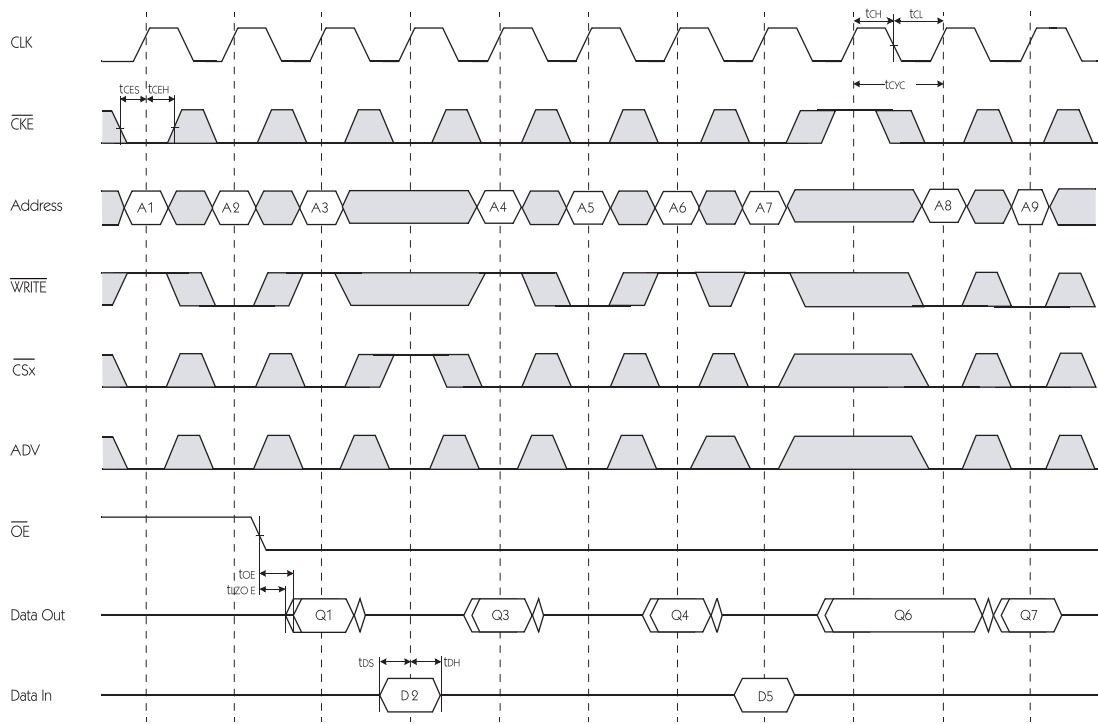 CLK
tCH
tCL
tCYC
tCES
tCEH
CKE
Address
A1
A2
A3
A4
A5
A6
A7
A8
A9
WRITE
CSx
ADV
OE
tOE
tLZOE
Data Out
Q1
Q3
Q4
Q6
Q7
tDS
tDH
Data In
D2
D5